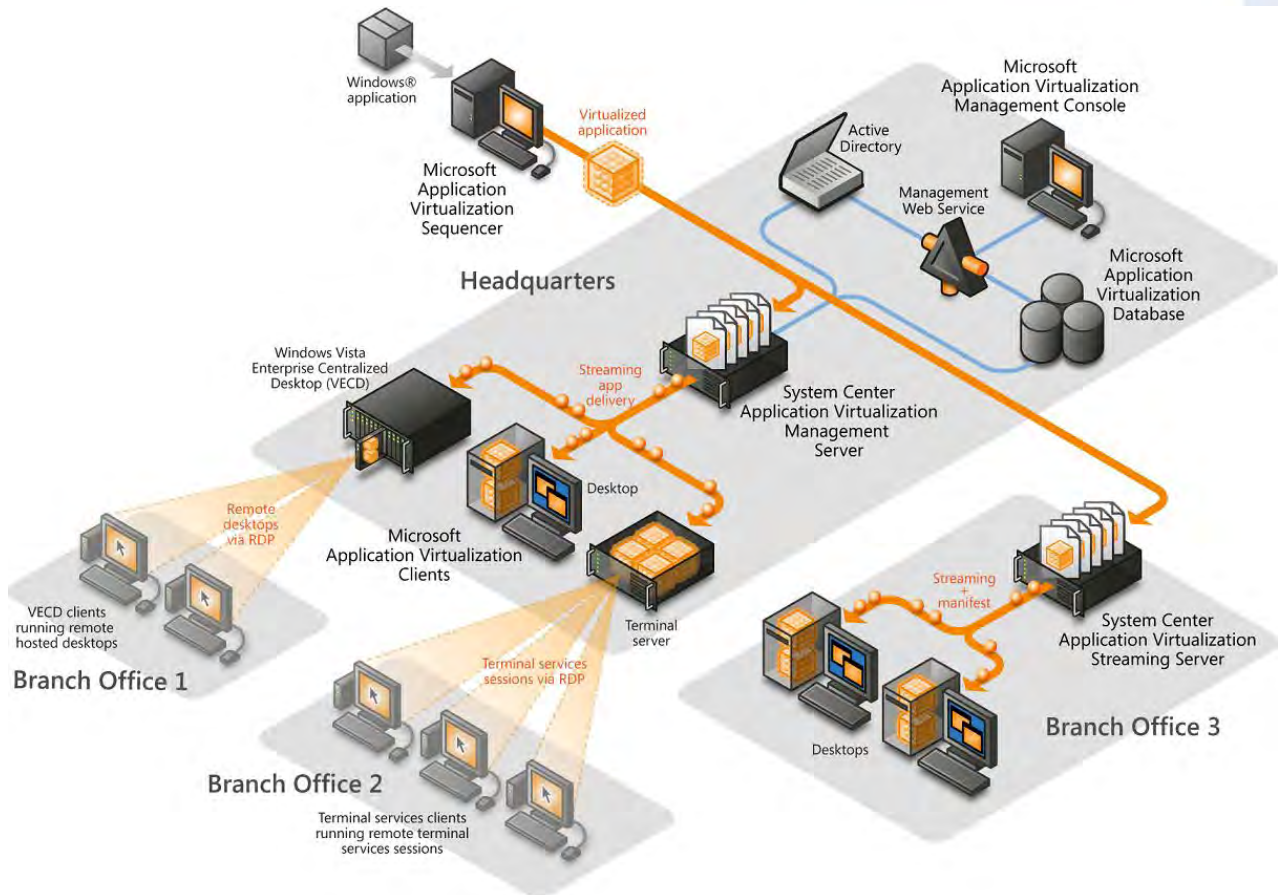 Windows®
application
Microsoft
Application
Virtualization
Sequencer
Virtualized
application
Active
Directory
Microsoft
Application Virtualization
Management Console
Management
Web Service
Microsoft
Application
Virtualization
Database
Headquarters
Windows Vista
Enterprise Centralized
Desktop (VECD)
Streaming
app
delivery
System Center
Application Virtualization
Management
Server
Desktop
Microsoft
Application Virtualization
Clients
Remote
desktops
via RDP
VECD clients
running remote
hosted desktops
Branch Office 1
Terminal
server
Terminal services
sessions via RDP
Branch Office 2
Terminal services clients
running remote terminal
services sessions
Streaming
+
manifest
System Center
Application Virtualization
Streaming Server
Desktops
Branch Office 3